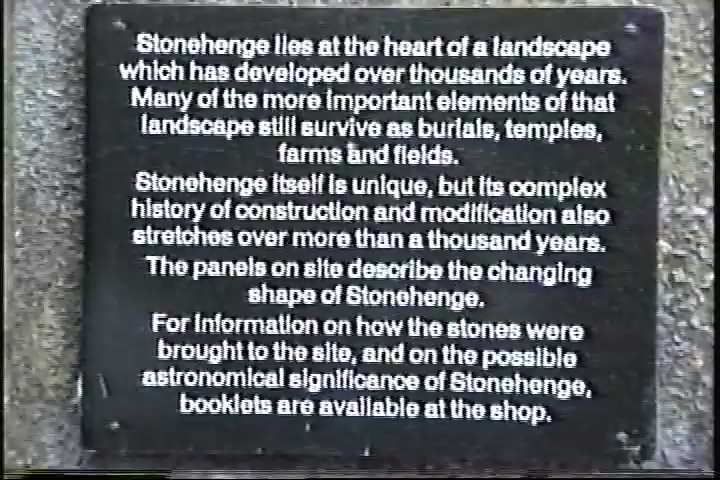 Stonehenge lies at the heart of a landscape
which has developed over thousands of years.
Many of the more important elements of that
landscape still survive as burials, temples,
farms and fields.
Stonehenge itself is unique, but its complex
history of construction and modification also
stretches over more than a thousand years.
The panels on site describe the changing
shape of Stonehenge.
For information on how the stones were
brought to the site, and on the possible
astronomical significance of Stonehenge,
booklets are available at the shop.